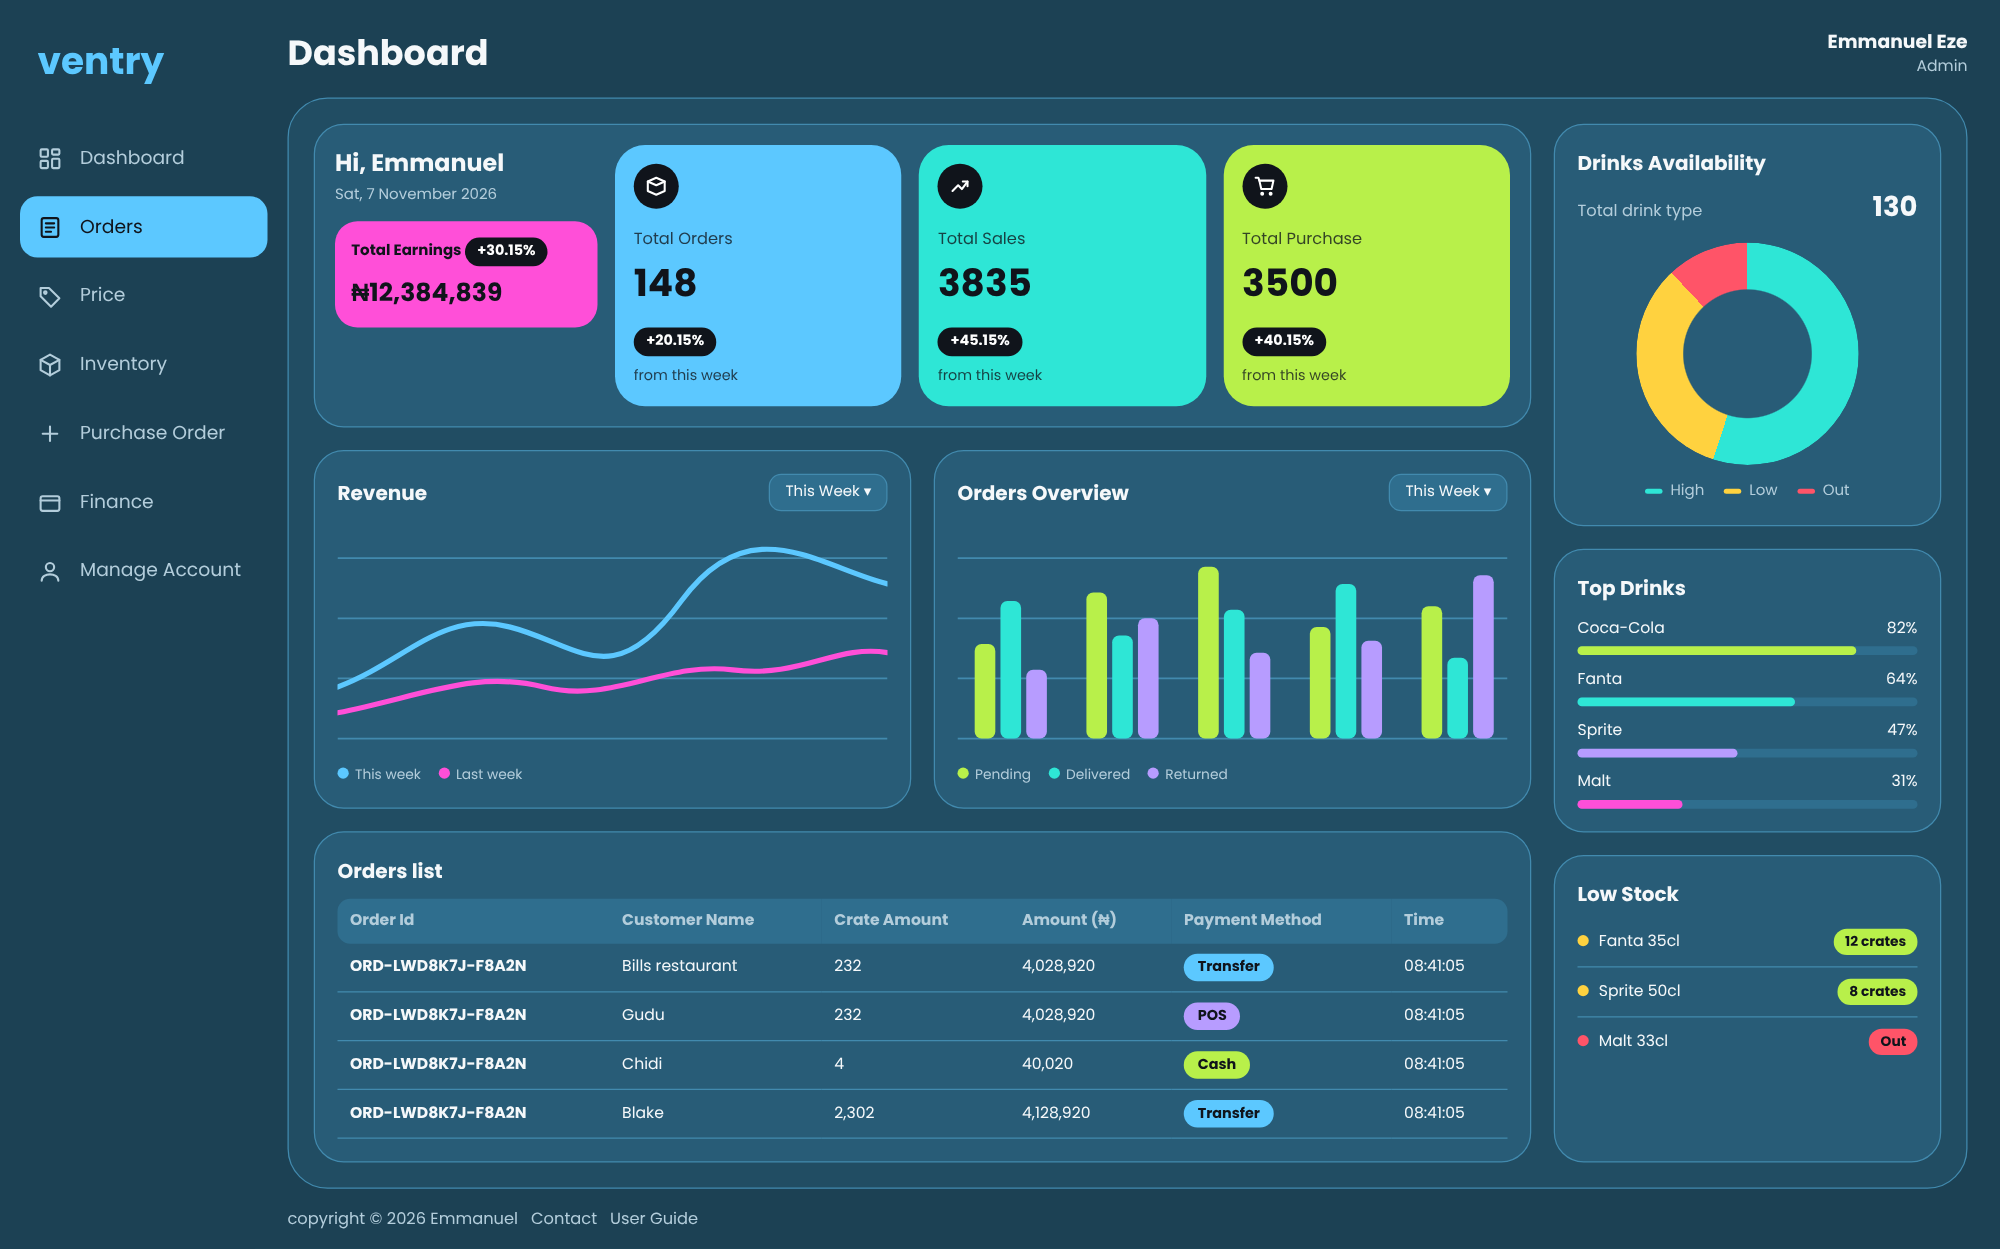 ventry
Dashboard
Orders
Price
Inventory
Purchase Order
Finance
Manage Account
Dashboard
Emmanuel Eze
Admin
Hi, Emmanuel
Sat, 7 November 2026
Total Earnings +30.15%
₦12,384,839
Total Orders
148
+20.15%
from this week
Total Sales
3835
+45.15%
from this week
Total Purchase
3500
+40.15%
from this week
Revenue
This Week ▾
This week Last week
Orders Overview
This Week ▾
Pending Delivered Returned
Orders list
Order Id Customer Name Crate Amount Amount (₦) Payment Method Time
ORD-LWD8K7J-F8A2N Bills restaurant 232 4,028,920 Transfer 08:41:05
ORD-LWD8K7J-F8A2N Gudu 232 4,028,920 POS 08:41:05
ORD-LWD8K7J-F8A2N Chidi 4 40,020 Cash 08:41:05
ORD-LWD8K7J-F8A2N Blake 2,302 4,128,920 Transfer 08:41:05
Drinks Availability
Total drink type 130
High Low Out
Top Drinks
Coca-Cola 82%
Fanta 64%
Sprite 47%
Malt 31%
Low Stock
Fanta 35cl 12 crates
Sprite 50cl 8 crates
Malt 33cl Out
copyright © 2026 Emmanuel Contact User Guide